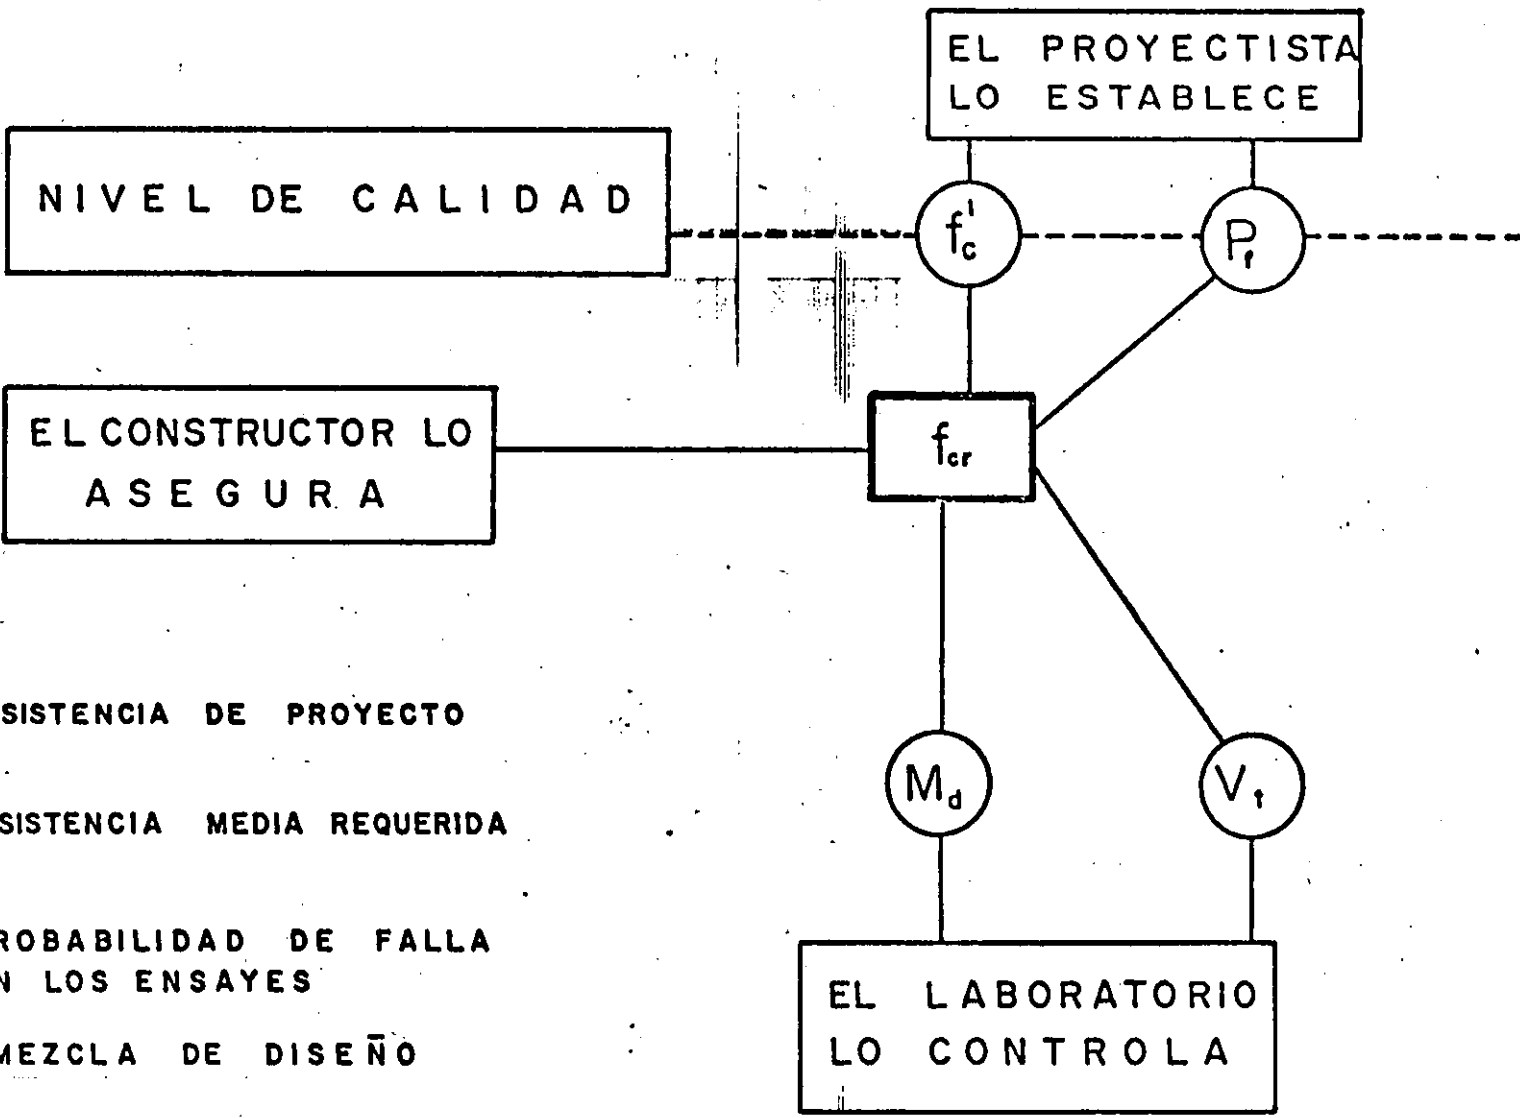 EL PROYECTISTA
LO ESTABLECE
NIVEL DE CALIDAD
f'c
Pf
EL CONSTRUCTOR LO
ASEGURA
fcr
SISTENCIA DE PROYECTO
SISTENCIA MEDIA REQUERIDA
ROBABILIDAD DE FALLA
N LOS ENSAYES
MEZCLA DE DISEÑO
Md
Vt
EL LABORATORIO
LO CONTROLA